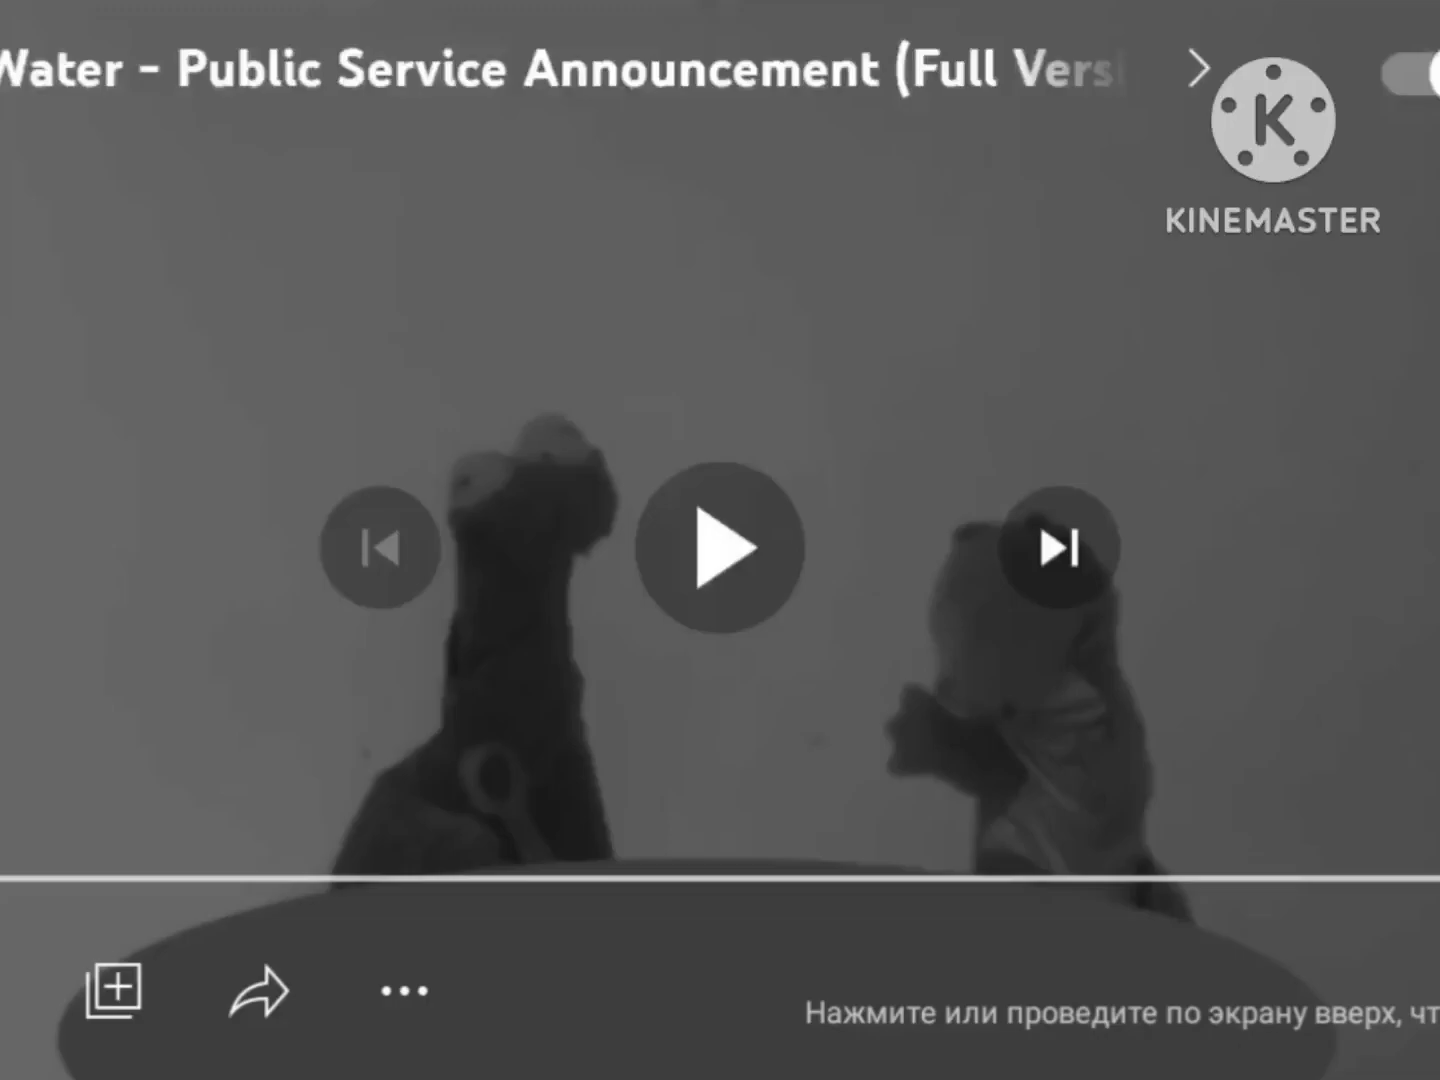 Water - Public Service Announcement (Full Vers
K
KINEMASTER
Нажмите или проведите по экрану вверх, чт